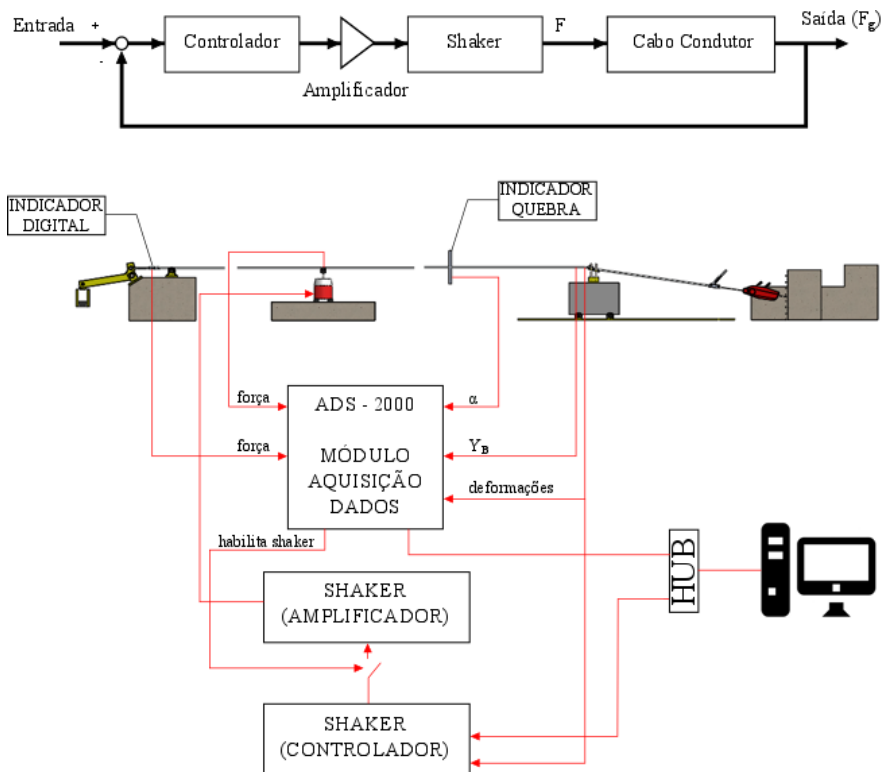 Entrada
+
-
Controlador
Amplificador
Shaker
F
Cabo Condutor
Saída (Fg)
INDICADOR
DIGITAL
INDICADOR
QUEBRA
força
força
ADS - 2000
MÓDULO
AQUISIÇÃO
DADOS
α
YB
deformações
habilita shaker
SHAKER
(AMPLIFICADOR)
HUB
SHAKER
(CONTROLADOR)